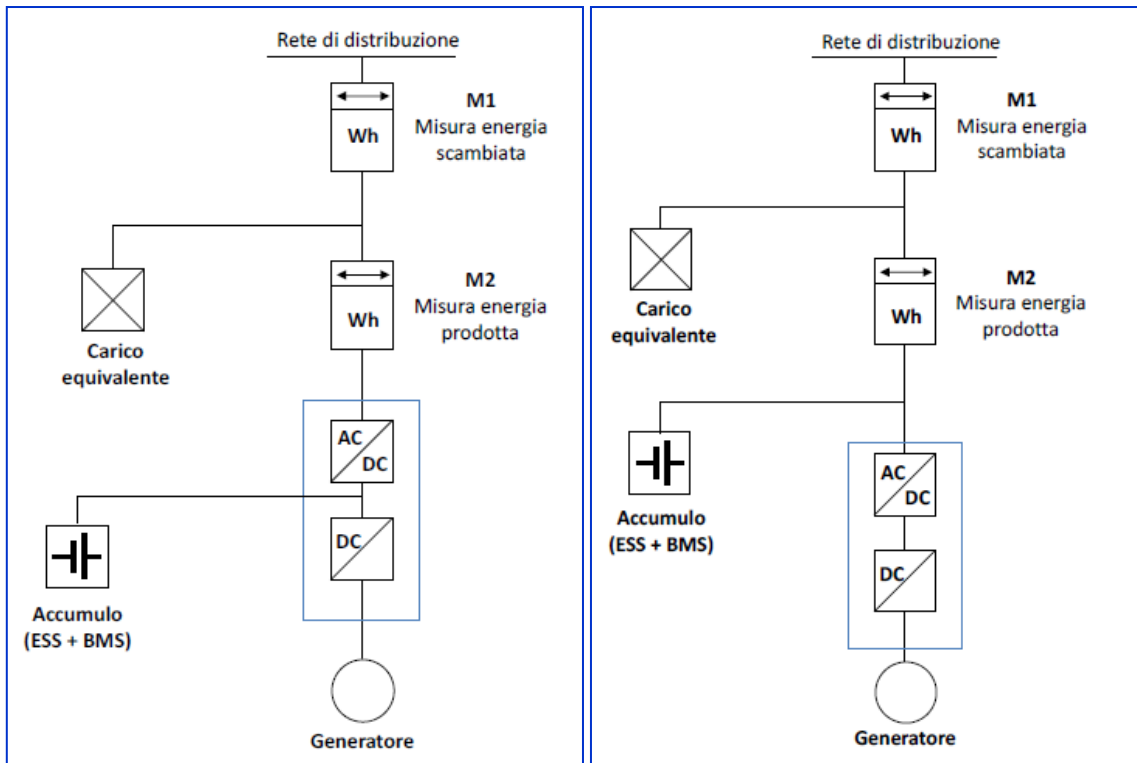 Rete di distribuzione
M1
Misura energia
scambiata
Wh
M2
Misura energia
prodotta
Wh
Carico
equivalente
AC
DC
DC
Accumulo
(ESS + BMS)
Generatore
Rete di distribuzione
M1
Misura energia
scambiata
Wh
M2
Misura energia
prodotta
Wh
Carico
equivalente
AC
DC
Accumulo
(ESS + BMS)
DC
Generatore